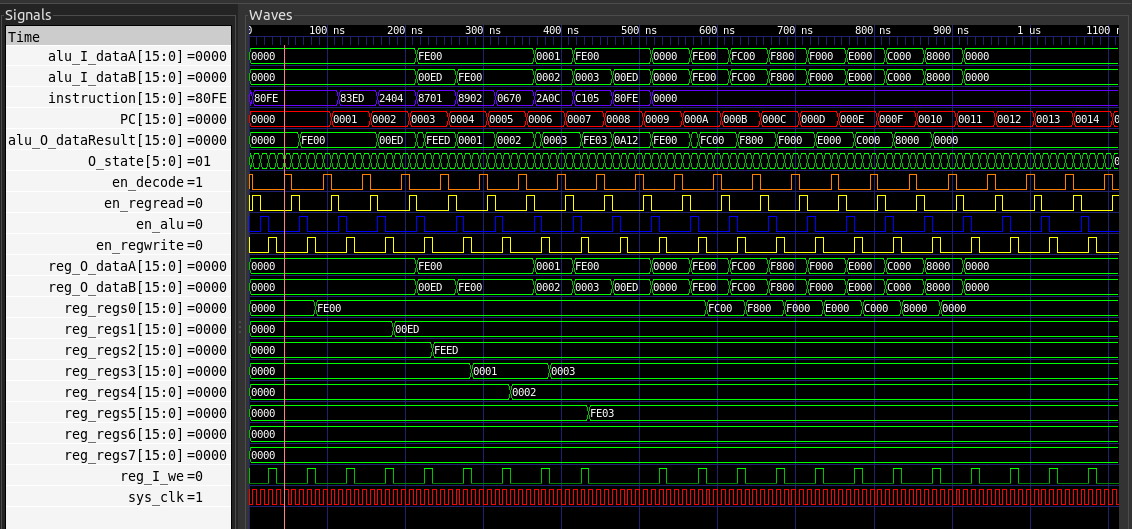 Signals Waves
Time 0 100 ns 200 ns 300 ns 400 ns 500 ns 600 ns 700 ns 800 ns 900 ns 1 us 1100
alu_I_dataA[15:0]=0000 0000 FE00 0001 FE00 0000 FE00 FC00 F800 F000 E000 C000 8000 0000
alu_I_dataB[15:0]=0000 0000 00ED FE00 0002 0003 00ED 0000 FE00 FC00 F800 F000 E000 C000 8000 0000
instruction[15:0]=80FE 80FE 83ED 2404 8701 8902 0670 2A0C C105 80FE 0000
PC[15:0]=0000 0000 0001 0002 0003 0004 0005 0006 0007 0008 0009 000A 000B 000C 000D 000E 000F 0010 0011 0012 0013 0014 0
alu_O_dataResult[15:0]=0000 0000 FE00 00ED FEED 0001 0002 0003 FE03 0A12 FE00 FC00 F800 F000 E000 C000 8000 0000
O_state[5:0]=01 0
en_decode=1
en_regread=0
en_alu=0
en_regwrite=0
reg_O_dataA[15:0]=0000 0000 FE00 0001 FE00 0000 FE00 FC00 F800 F000 E000 C000 8000 0000
reg_O_dataB[15:0]=0000 0000 00ED FE00 0002 0003 00ED 0000 FE00 FC00 F800 F000 E000 C000 8000 0000
reg_regs0[15:0]=0000 0000 FE00 FC00 F800 F000 E000 C000 8000 0000
reg_regs1[15:0]=0000 0000 00ED
reg_regs2[15:0]=0000 0000 FEED
reg_regs3[15:0]=0000 0000 0001 0003
reg_regs4[15:0]=0000 0000 0002
reg_regs5[15:0]=0000 0000 FE03
reg_regs6[15:0]=0000 0000
reg_regs7[15:0]=0000 0000
reg_I_we=0
sys_clk=1